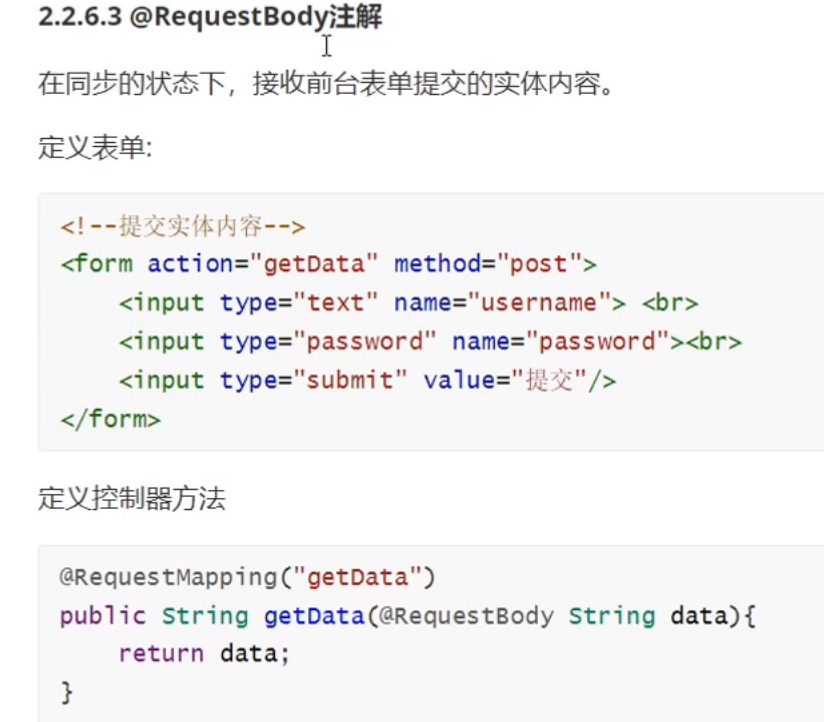 2.2.6.3 @RequestBody注解
在同步的状态下，接收前台表单提交的实体内容。
定义表单:
<!--提交实体内容-->
<form action="getData" method="post">
    <input type="text" name="username"> <br>
    <input type="password" name="password"><br>
    <input type="submit" value="提交"/>
</form>
定义控制器方法
@RequestMapping("getData")
public String getData(@RequestBody String data){
    return data;
}